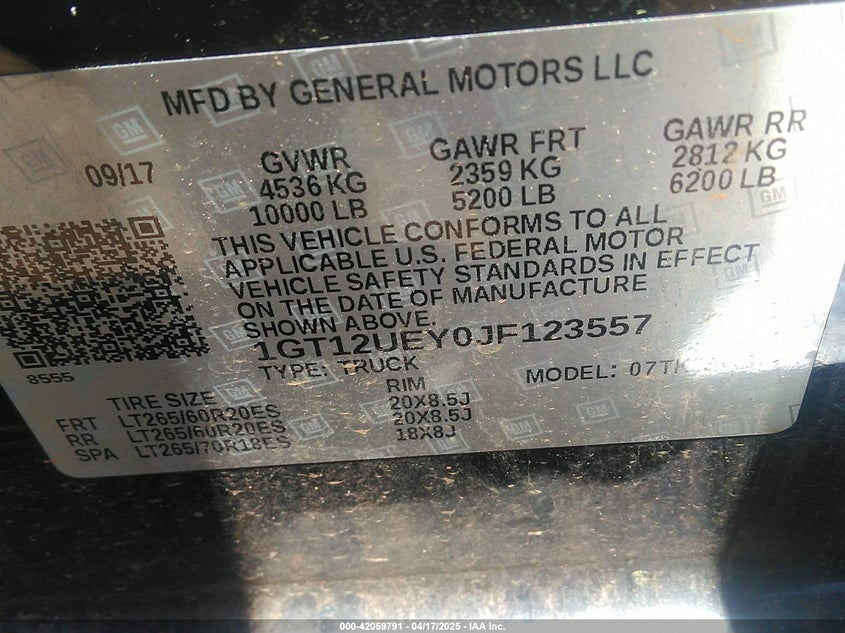 MFD BY GENERAL MOTORS LLC
09/17
GVWR GAWR FRT GAWR RR
4536 KG 2359 KG 2812 KG
10000 LB 5200 LB 6200 LB
THIS VEHICLE CONFORMS TO ALL
APPLICABLE U.S. FEDERAL MOTOR
VEHICLE SAFETY STANDARDS IN EFFECT
ON THE DATE OF MANUFACTURE
SHOWN ABOVE.
1GT12UEY0JF123557
8555
TYPE: TRUCK MODEL:
TIRE SIZE RIM
FRT LT265/60R20ES 20X8.5J
RR LT265/60R20ES 20X8.5J
SPA LT265/70R18ES 18X8J
000-42059791 - 04/17/2025 - IAA Inc.